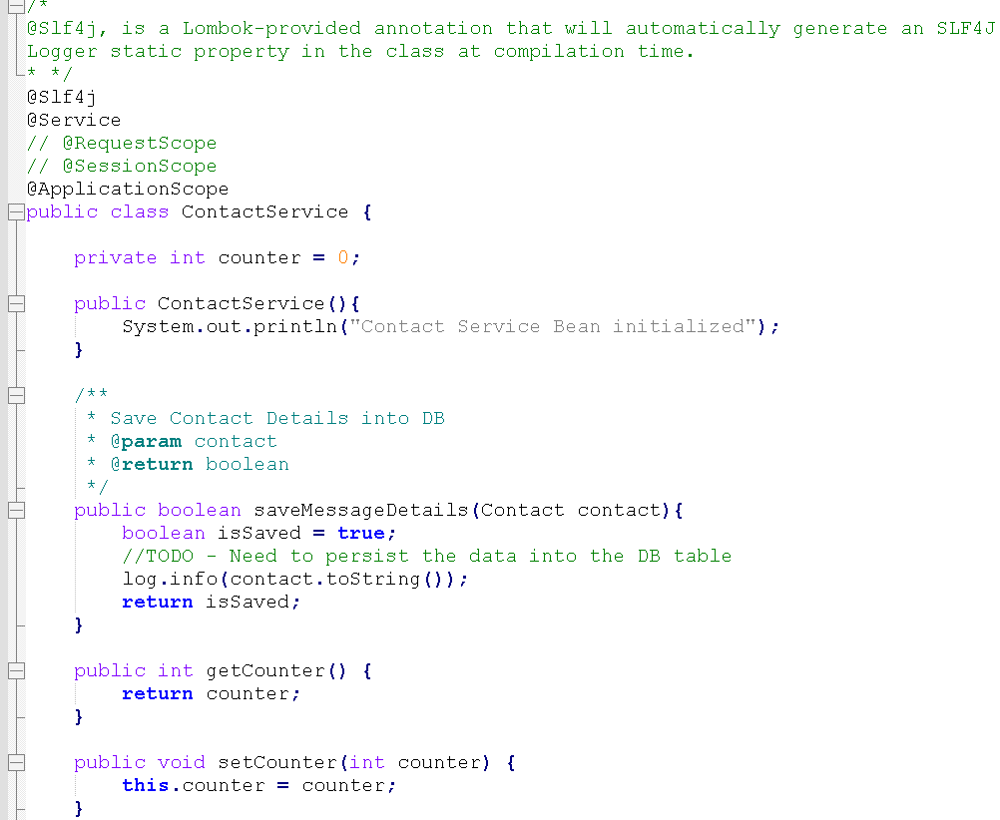 /*
@Slf4j, is a Lombok-provided annotation that will automatically generate an SLF4J
Logger static property in the class at compilation time.
* */
@Slf4j
@Service
// @RequestScope
// @SessionScope
@ApplicationScope
public class ContactService {
private int counter = 0;
public ContactService(){
System.out.println("Contact Service Bean initialized");
}
/**
* Save Contact Details into DB
* @param contact
* @return boolean
*/
public boolean saveMessageDetails(Contact contact){
boolean isSaved = true;
//TODO - Need to persist the data into the DB table
log.info(contact.toString());
return isSaved;
}
public int getCounter() {
return counter;
}
public void setCounter(int counter) {
this.counter = counter;
}